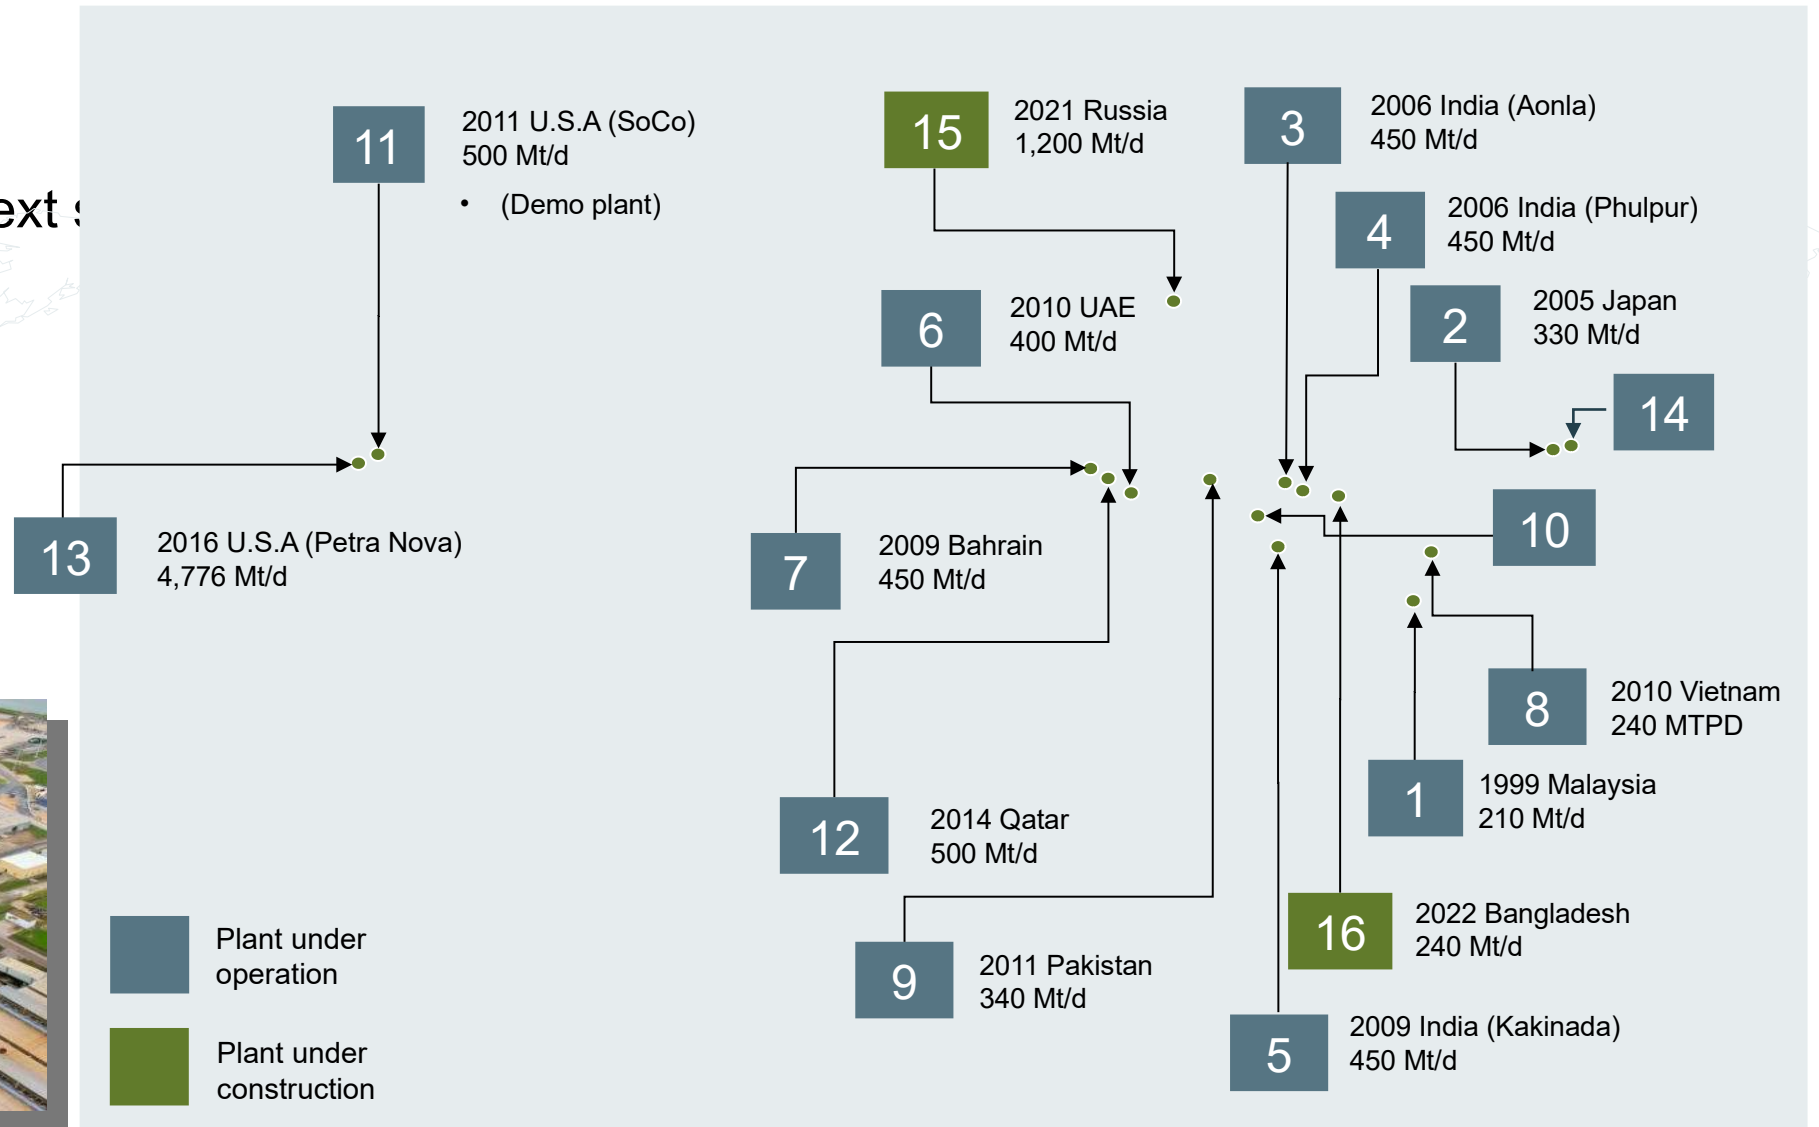 ext
11
2011 U.S.A (SoCo)
500 Mt/d
• (Demo plant)
15
2021 Russia
1,200 Mt/d
3
2006 India (Aonla)
450 Mt/d
4
2006 India (Phulpur)
450 Mt/d
6
2010 UAE
400 Mt/d
2
2005 Japan
330 Mt/d
14
13
2016 U.S.A (Petra Nova)
4,776 Mt/d
7
2009 Bahrain
450 Mt/d
10
8
2010 Vietnam
240 MTPD
1
1999 Malaysia
210 Mt/d
12
2014 Qatar
500 Mt/d
16
2022 Bangladesh
240 Mt/d
9
2011 Pakistan
340 Mt/d
5
2009 India (Kakinada)
450 Mt/d
Plant under
operation
Plant under
construction